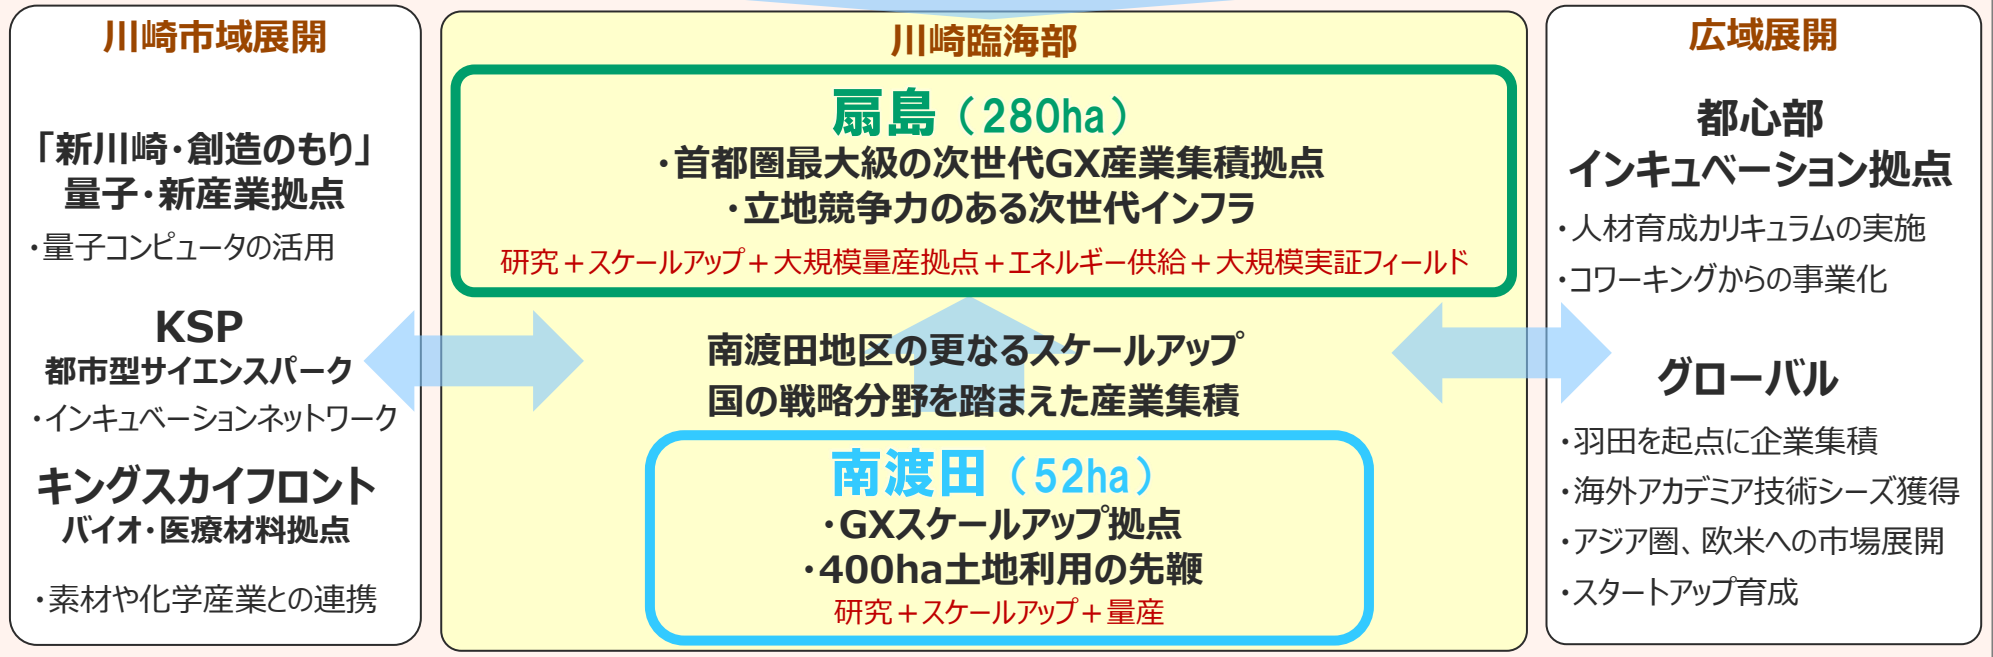 川崎市域展開
「新川崎・創造のもり」
量子・新産業拠点
・量子コンピュータの活用
KSP
都市型サイエンスパーク
・インキュベーションネットワーク
キングスカイフロント
バイオ・医療材料拠点
・素材や化学産業との連携
川崎臨海部
扇島（280ha）
・首都圏最大級の次世代GX産業集積拠点
・立地競争力のある次世代インフラ
研究＋スケールアップ＋大規模量産拠点＋エネルギー供給＋大規模実証フィールド
南渡田地区の更なるスケールアップ
国の戦略分野を踏まえた産業集積
南渡田（52ha）
・GXスケールアップ拠点
・400ha土地利用の先鞭
研究＋スケールアップ＋量産
広域展開
都心部
インキュベーション拠点
・人材育成カリキュラムの実施
・コワーキングからの事業化
グローバル
・羽田を起点に企業集積
・海外アカデミア技術シーズ獲得
・アジア圏、欧米への市場展開
・スタートアップ育成